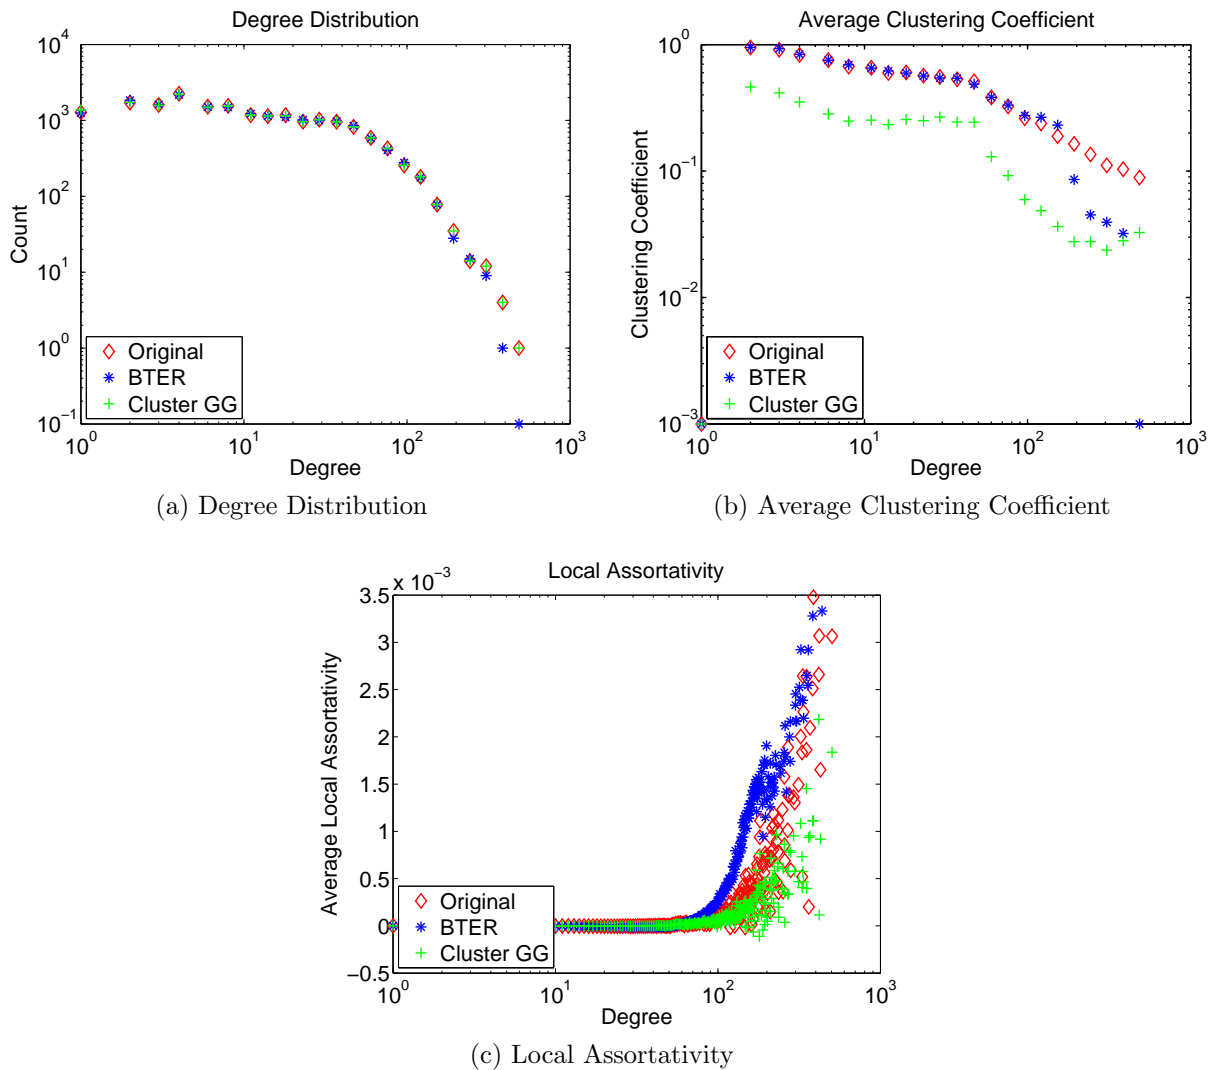 Degree Distribution
10^4
10^3
10^2
10^1
10^0
10^−1
Count
Original
BTER
Cluster GG
10^0
10^1
10^2
10^3
Degree
(a) Degree Distribution
Average Clustering Coefficient
10^0
10^−1
10^−2
10^−3
Clustering Coefficient
Original
BTER
Cluster GG
10^0
10^1
10^2
10^3
Degree
(b) Average Clustering Coefficient
Local Assortativity
x 10^−3
3.5
3
2.5
2
1.5
1
0.5
0
−0.5
Average Local Assortativity
Original
BTER
Cluster GG
10^0
10^1
10^2
10^3
Degree
(c) Local Assortativity